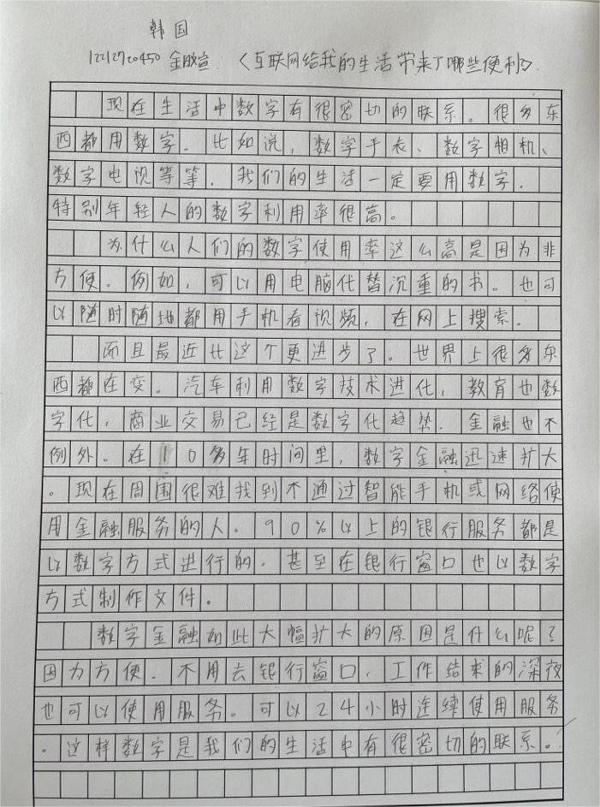 韩国
12212720450 金旼宣 《互联网给我的生活带来了哪些便利》
现在生活中数字有很密切的联系。很多东
西都用数字。比如说，数字手表、数字相机、
数字电视等等。我们的生活一定要用数字。
特别年轻人的数字利用率很高。
为什么人们的数字使用率这么高是因为非
方便。例如，可以用电脑代替沉重的书。也可
以随时随地都用手机看视频，在网上搜索。
而且最近比这个更进步了。世界上很多东
西都在变。汽车利用数字技术进化，教育也数
字化，商业交易已经是数字化趋势。金融也不
例外。在10多年时间里，数字金融迅速扩大
。现在周围很难找到不通过智能手机或网络使
用金融服务的人。90%以上的银行服务都是
以数字方式进行的。甚至在银行窗口也以数字
方式制作文件。
数字金融如此大幅扩大的原因是什么呢？
因为方便。不用去银行窗口，工作结束的深夜
也可以使用服务。可以24小时连续使用服务
。这样数字是我们的生活中有很密切的联系。